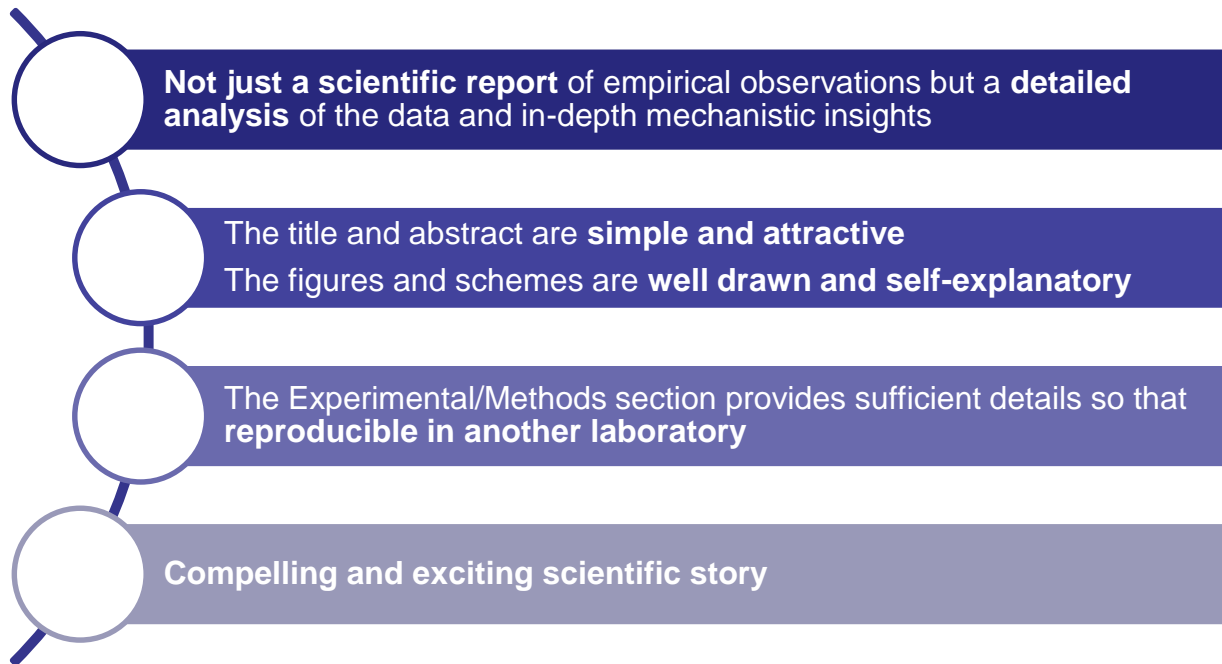 Not just a scientific report of empirical observations but a detailed
analysis of the data and in-depth mechanistic insights
The title and abstract are simple and attractive
The figures and schemes are well drawn and self-explanatory
The Experimental/Methods section provides sufficient details so that
reproducible in another laboratory
Compelling and exciting scientific story